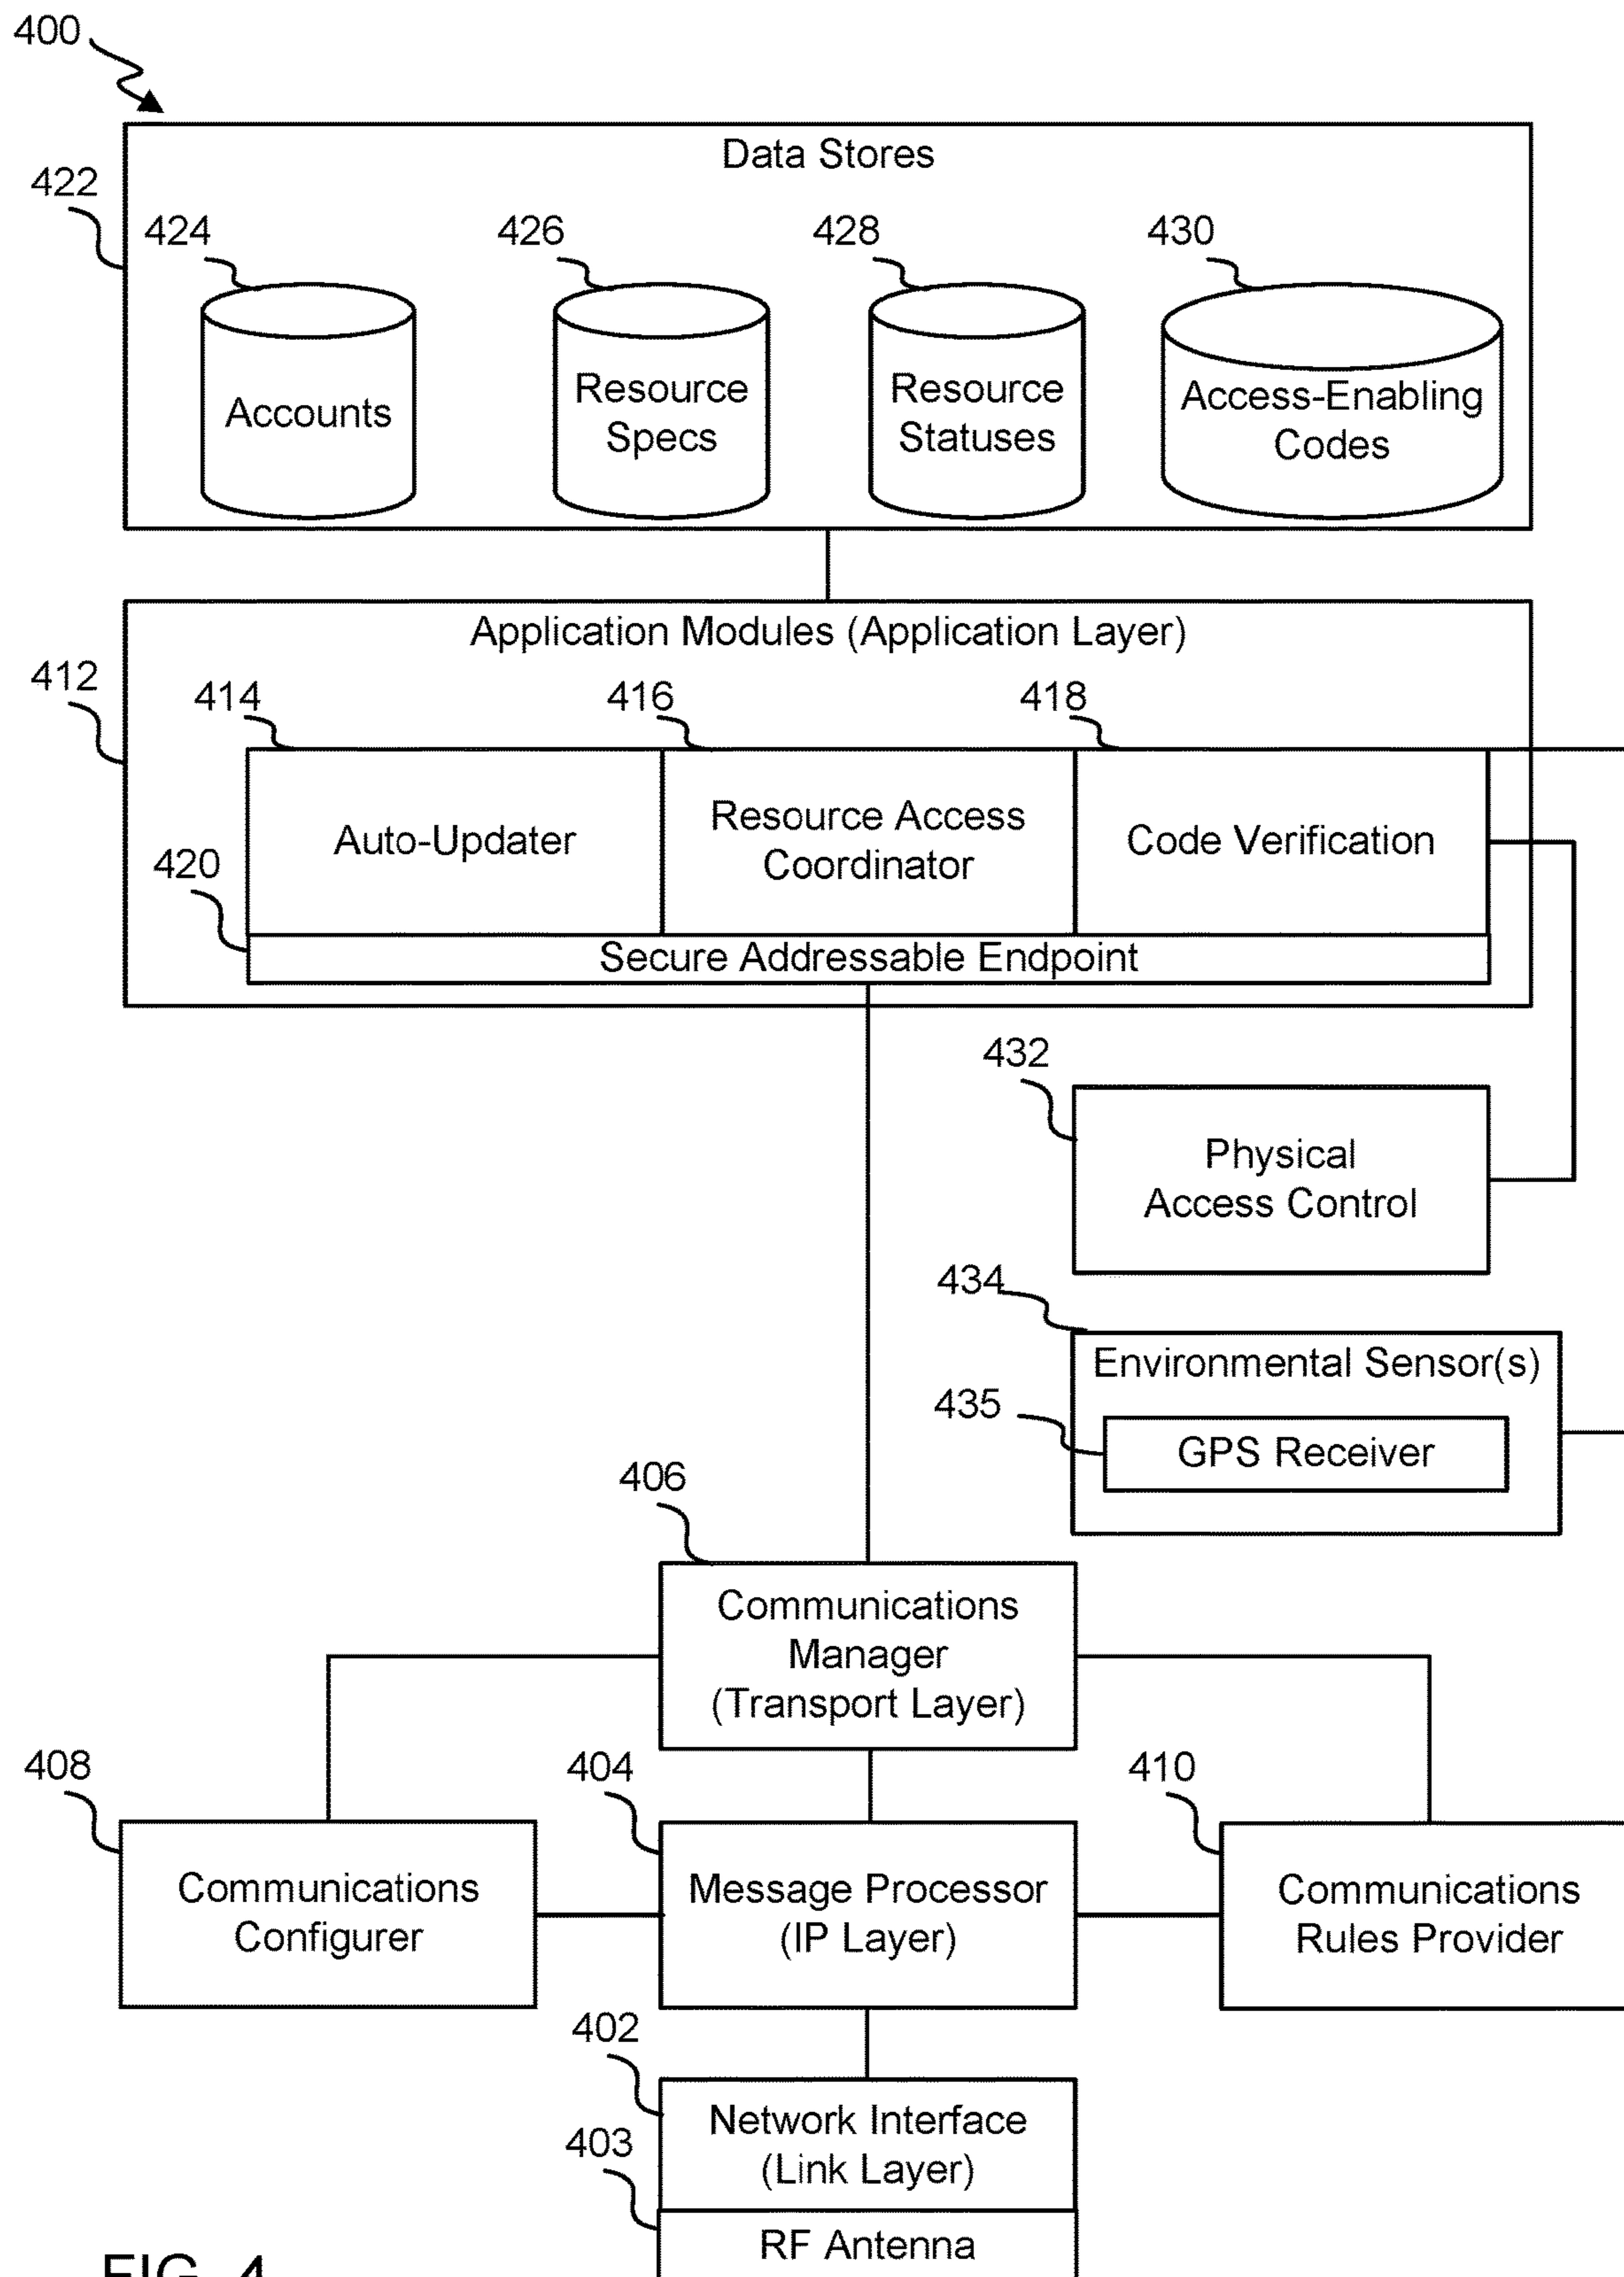 400
Data Stores
422
424
426
428
430
Accounts
Resource
Specs
Resource
Statuses
Access-Enabling
Codes
Application Modules (Application Layer)
412
414
416
418
Auto-Updater
Resource Access
Coordinator
Code Verification
420
Secure Addressable Endpoint
432
Physical
Access Control
434
Environmental Sensor(s)
435
GPS Receiver
406
Communications
Manager
(Transport Layer)
408
404
410
Communications
Configurer
Message Processor
(IP Layer)
Communications
Rules Provider
402
Network Interface
(Link Layer)
403
RF Antenna
FIG. 4